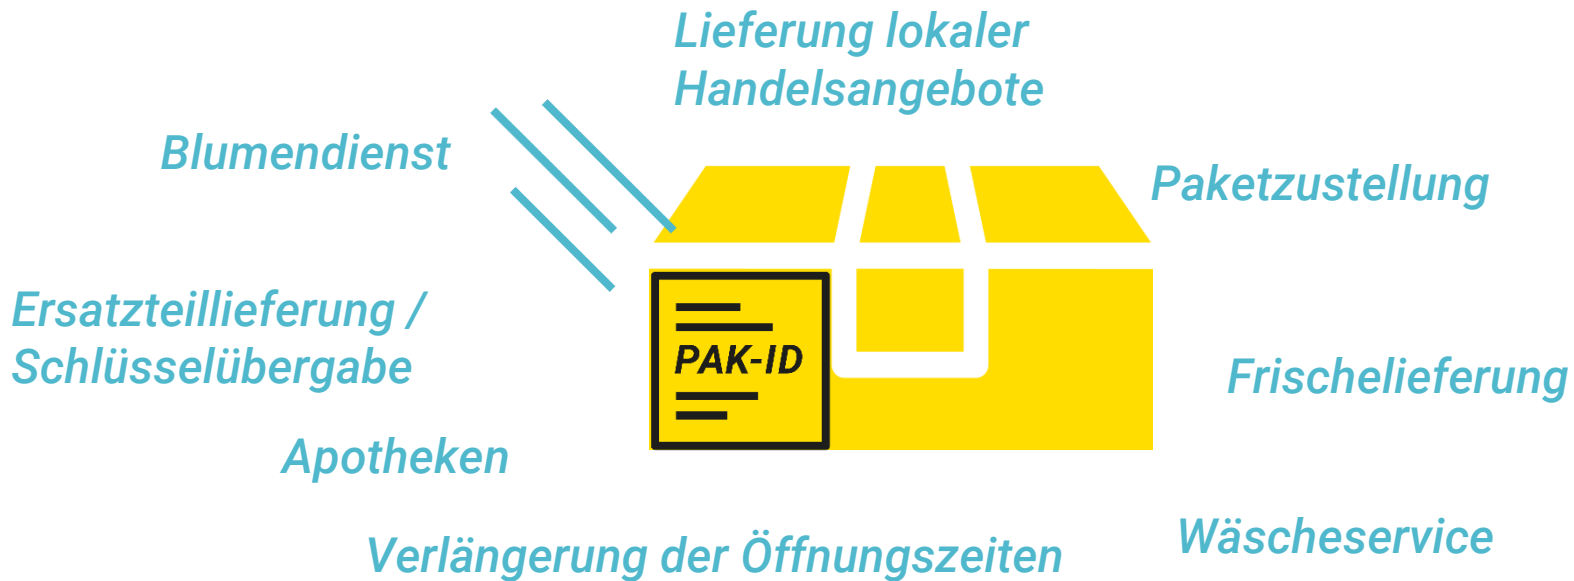 Lieferung lokaler
Handelsangebote
Blumendienst
Paketzustellung
Ersatzteillieferung /
Schlüsselübergabe
PAK-ID
Frischelieferung
Apotheken
Wäscheservice
Verlängerung der Öffnungszeiten